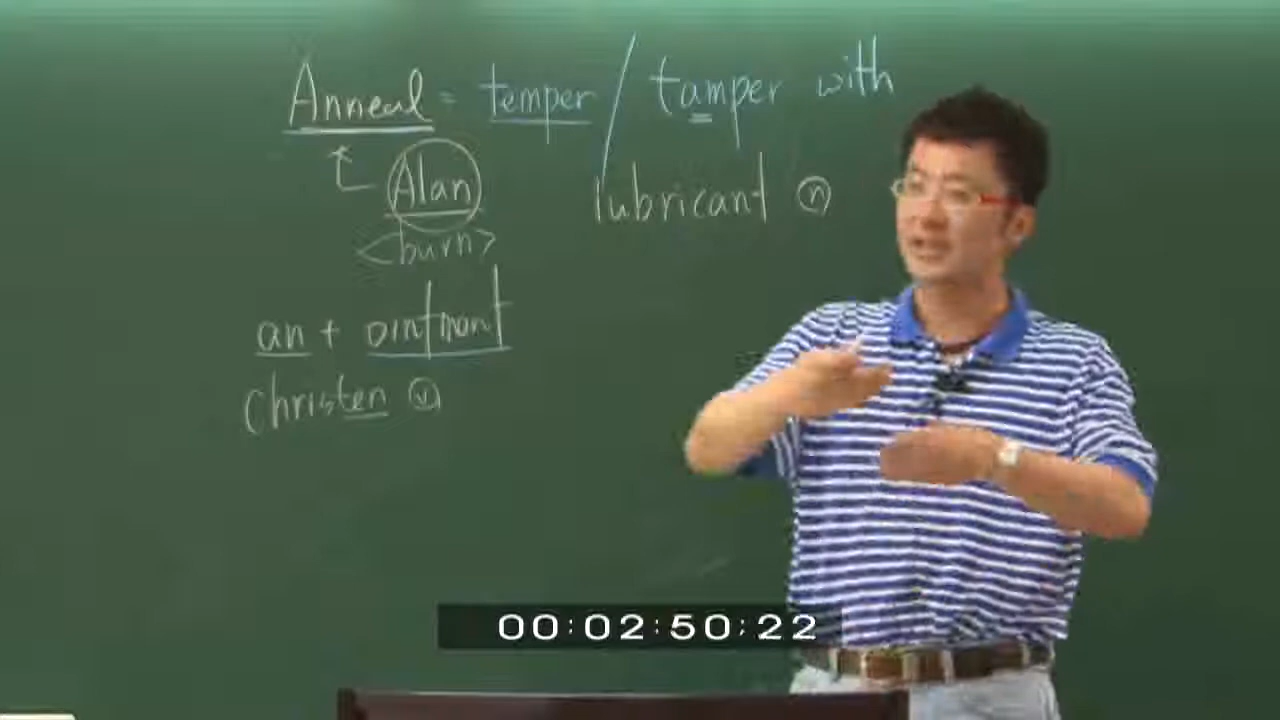 Anneal = temper / tamper with
Alan
lubricant n
<burn>
an + ointment
Christen v
00:02:50:22